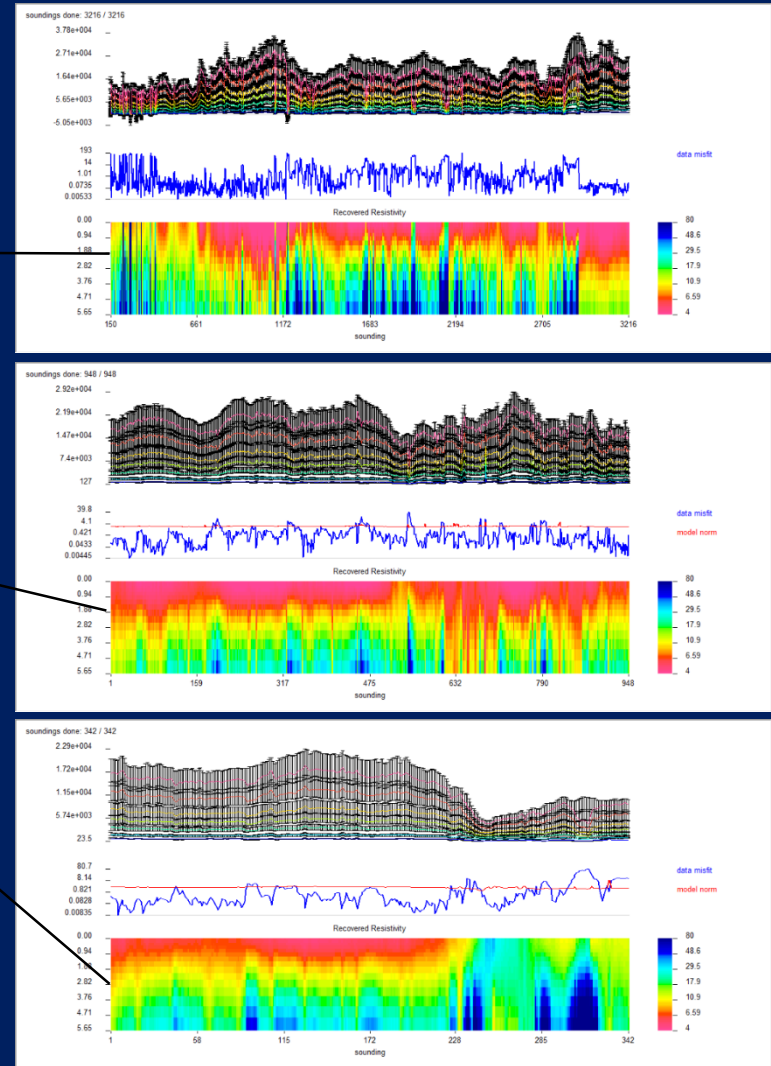 soundings done: 3216 / 3216
3.78e+004
2.71e+004
1.64e+004
5.65e+003
-5.05e+003
193
14
1.01
0.0735
0.00533
data misfit
Recovered Resistivity
0.00
0.94
1.88
2.82
3.76
4.71
5.65
150
661
1172
1683
2194
2705
3216
sounding
80
48.6
29.5
17.9
10.9
6.59
4
soundings done: 948 / 948
2.92e+004
2.19e+004
1.47e+004
7.4e+003
127
39.8
4.1
0.421
0.0433
0.00445
data misfit
model norm
Recovered Resistivity
0.00
0.94
1.88
2.82
3.76
4.71
5.65
1
159
317
475
632
790
948
sounding
80
48.6
29.5
17.9
10.9
6.59
4
soundings done: 342 / 342
2.29e+004
1.72e+004
1.15e+004
5.74e+003
23.5
80.7
8.14
0.821
0.0828
0.00835
data misfit
model norm
Recovered Resistivity
0.00
0.94
1.88
2.82
3.76
4.71
5.65
1
58
115
172
228
285
342
sounding
80
48.6
29.5
17.9
10.9
6.59
4